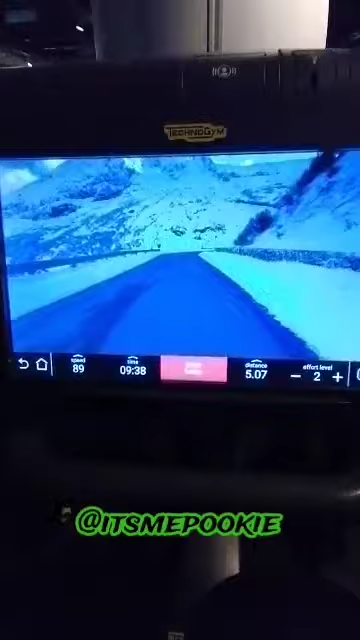 TECHNOGYM
speed
89
time
09:38
distance
5.07
effort level
— 2 +
@ITSMEPOOKIE